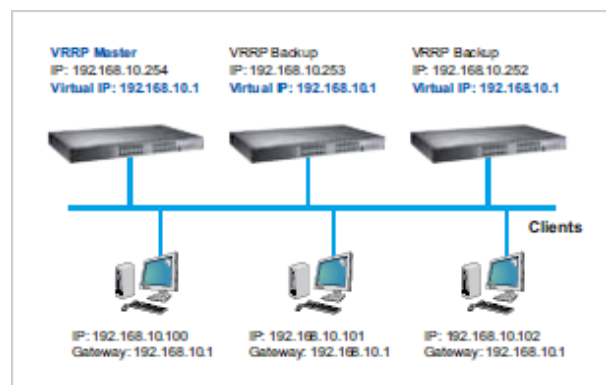 VRRP Master
IP: 192.168.10.254
Virtual IP: 192.168.10.1
VRRP Backup
IP: 192.168.10.253
Virtual IP: 192.168.10.1
VRRP Backup
IP: 192.168.10.252
Virtual IP: 192.168.10.1
Clients
IP: 192.168.10.100
Gateway: 192.168.10.1
IP: 192.168.10.101
Gateway: 192.168.10.1
IP: 192.168.10.102
Gateway: 192.168.10.1